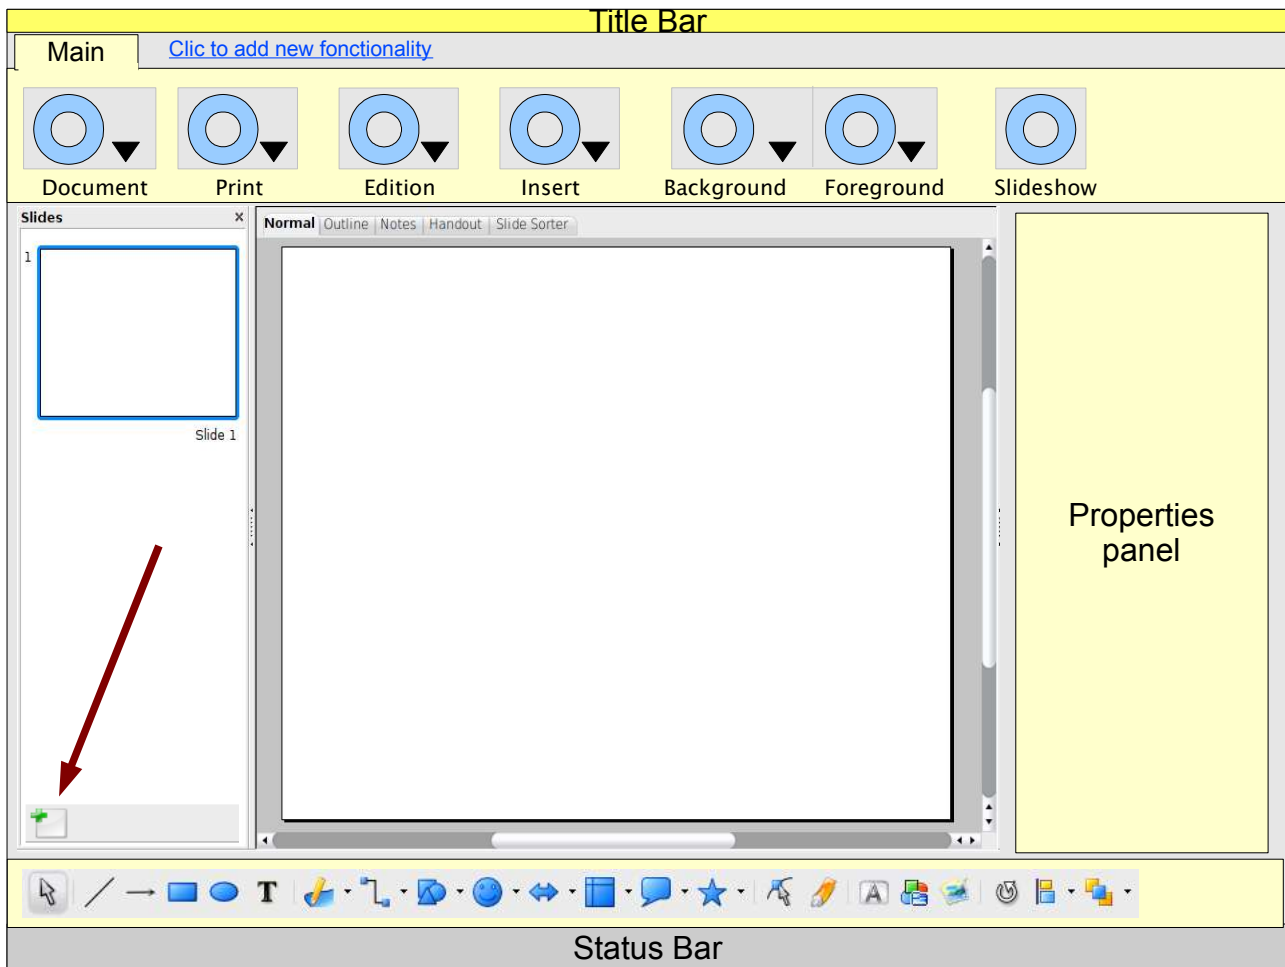 Title Bar
Main Clic to add new fonctionality
Document Print Edition Insert Background Foreground Slideshow
Slides x
Normal Outline Notes Handout Slide Sorter
1
Slide 1
Properties
panel
T A
Status Bar